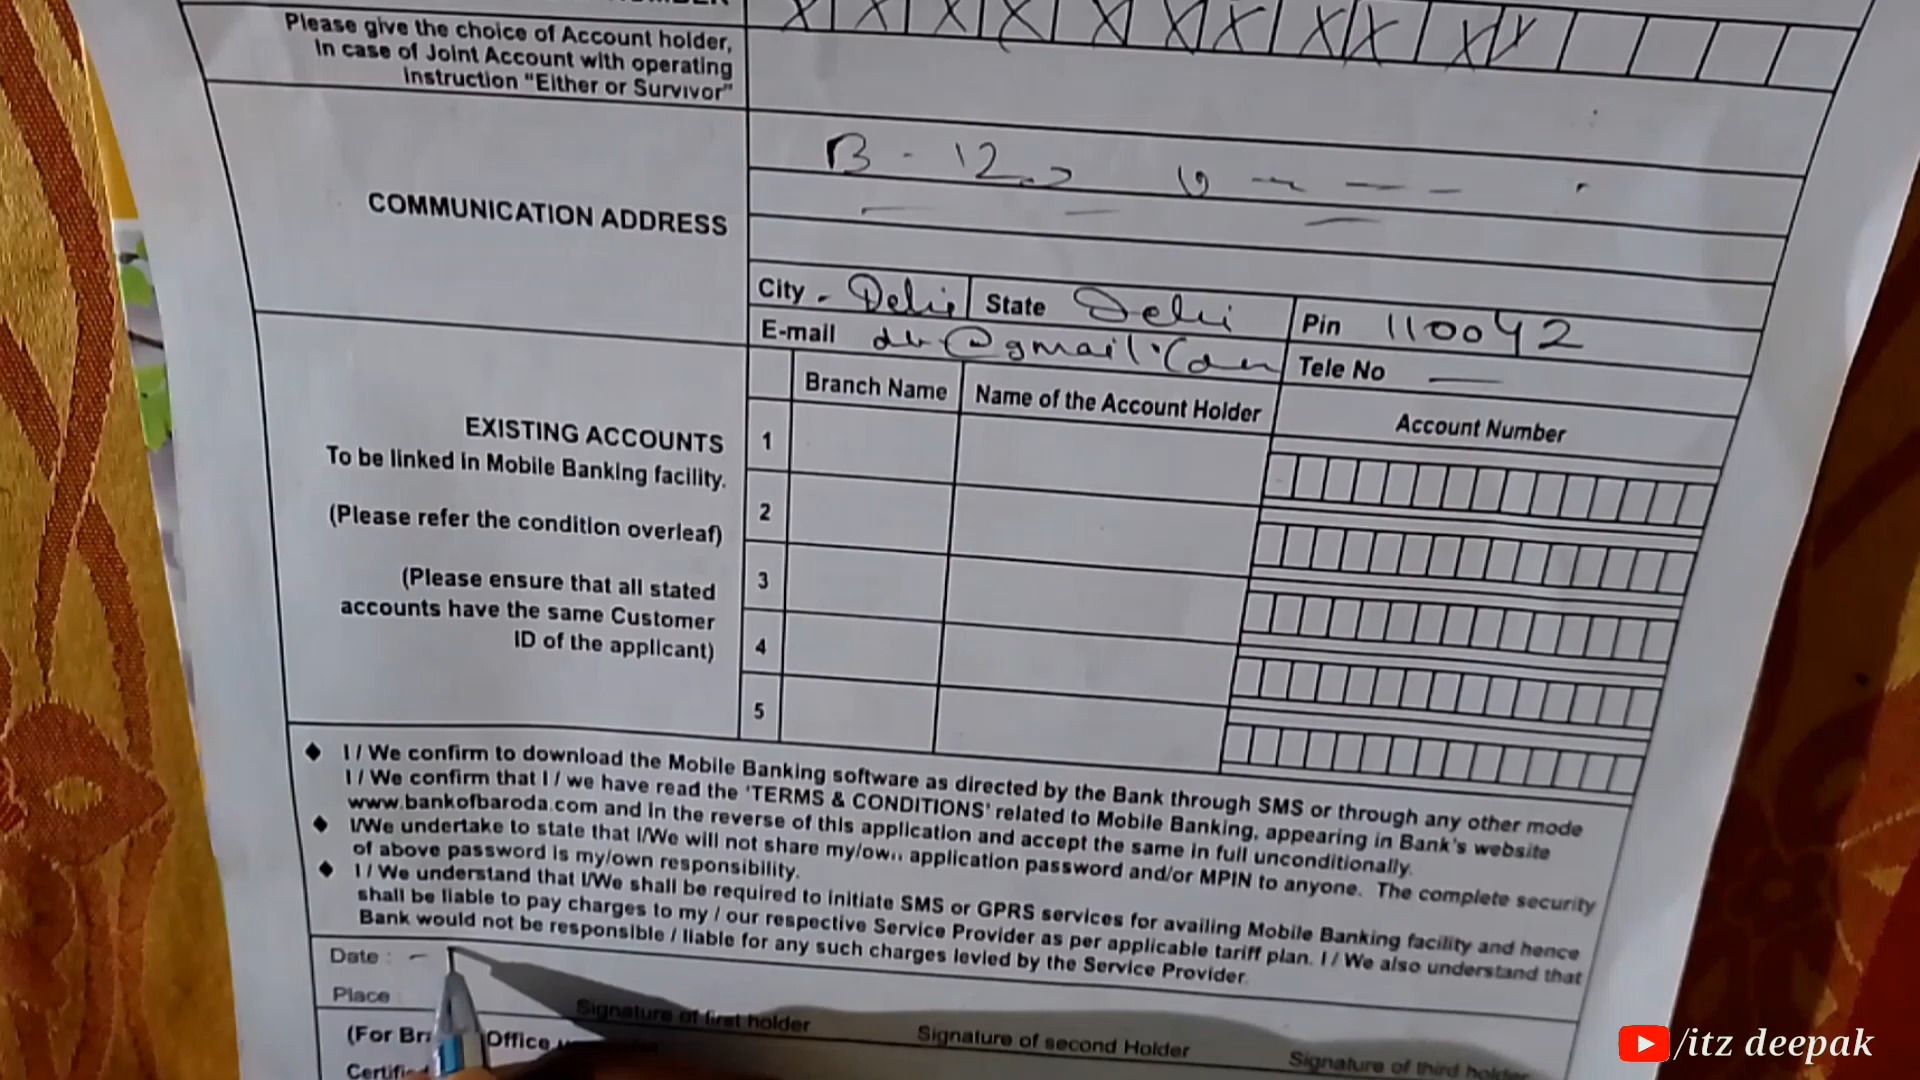 Please give the choice of Account holder,
In case of Joint Account with operating
instruction "Either or Survivor"
X X X X X X X X X X X
COMMUNICATION ADDRESS
B - 12
City - Delhi State Delhi Pin 110042
E-mail @gmail.com Tele No —
Branch Name Name of the Account Holder Account Number
EXISTING ACCOUNTS
To be linked in Mobile Banking facility.
(Please refer the condition overleaf)
(Please ensure that all stated
accounts have the same Customer
ID of the applicant)
1
2
3
4
5
◆ I / We confirm to download the Mobile Banking software as directed by the Bank through SMS or through any other mode
I / We confirm that I / we have read the 'TERMS & CONDITIONS' related to Mobile Banking, appearing in Bank's website
www.bankofbaroda.com and in the reverse of this application and accept the same in full unconditionally.
◆ I/We undertake to state that I/We will not share my/own application password and/or MPIN to anyone. The complete security
of above password is my/own responsibility.
◆ I / We understand that I/We shall be required to initiate SMS or GPRS services for availing Mobile Banking facility and hence
shall be liable to pay charges to my / our respective Service Provider as per applicable tariff plan. I / We also understand that
Bank would not be responsible / liable for any such charges levied by the Service Provider.
Date : -
Place
Signature of first holder Signature of second Holder Signature of third holder
(For Office
/itz deepak